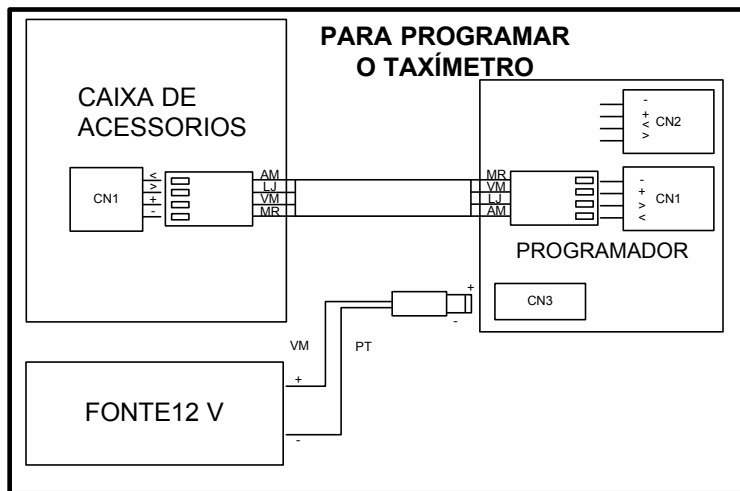 PARA PROGRAMAR
O TAXÍMETRO
CAIXA DE
ACESSORIOS
CN1
<
>
+
-
AM
LJ
VM
MR
MR
VM
LJ
AM
-
+
<
>
CN2
-
+
>
<
CN1
PROGRAMADOR
CN3
+
-
VM
PT
+
-
FONTE12 V